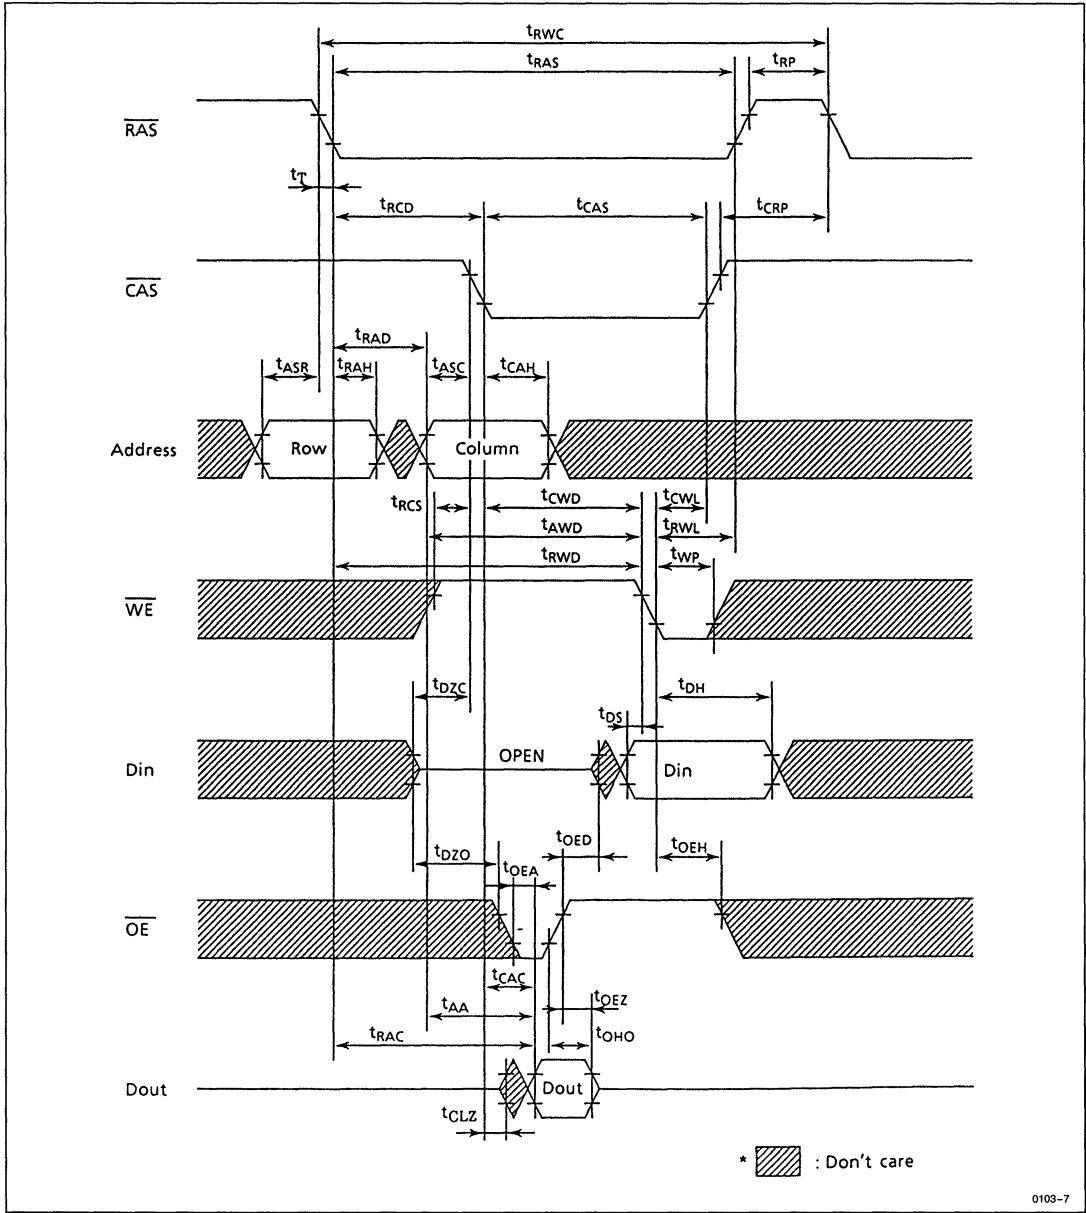 tRWC
tRAS
tRP
RAS
tT
tRCD
tCAS
tCRP
CAS
tRAD
tASR
tRAH
tASC
tCAH
Address
Row
Column
tRCS
tCWD
tCWL
tAWD
tRWL
tRWD
tWP
WE
tDZC
tDH
tDS
Din
OPEN
Din
tDZO
tOEA
tOED
tOEH
OE
tCAC
tAA
tOEZ
tRAC
tOHO
Dout
Dout
tCLZ
* : Don't care
0103-7